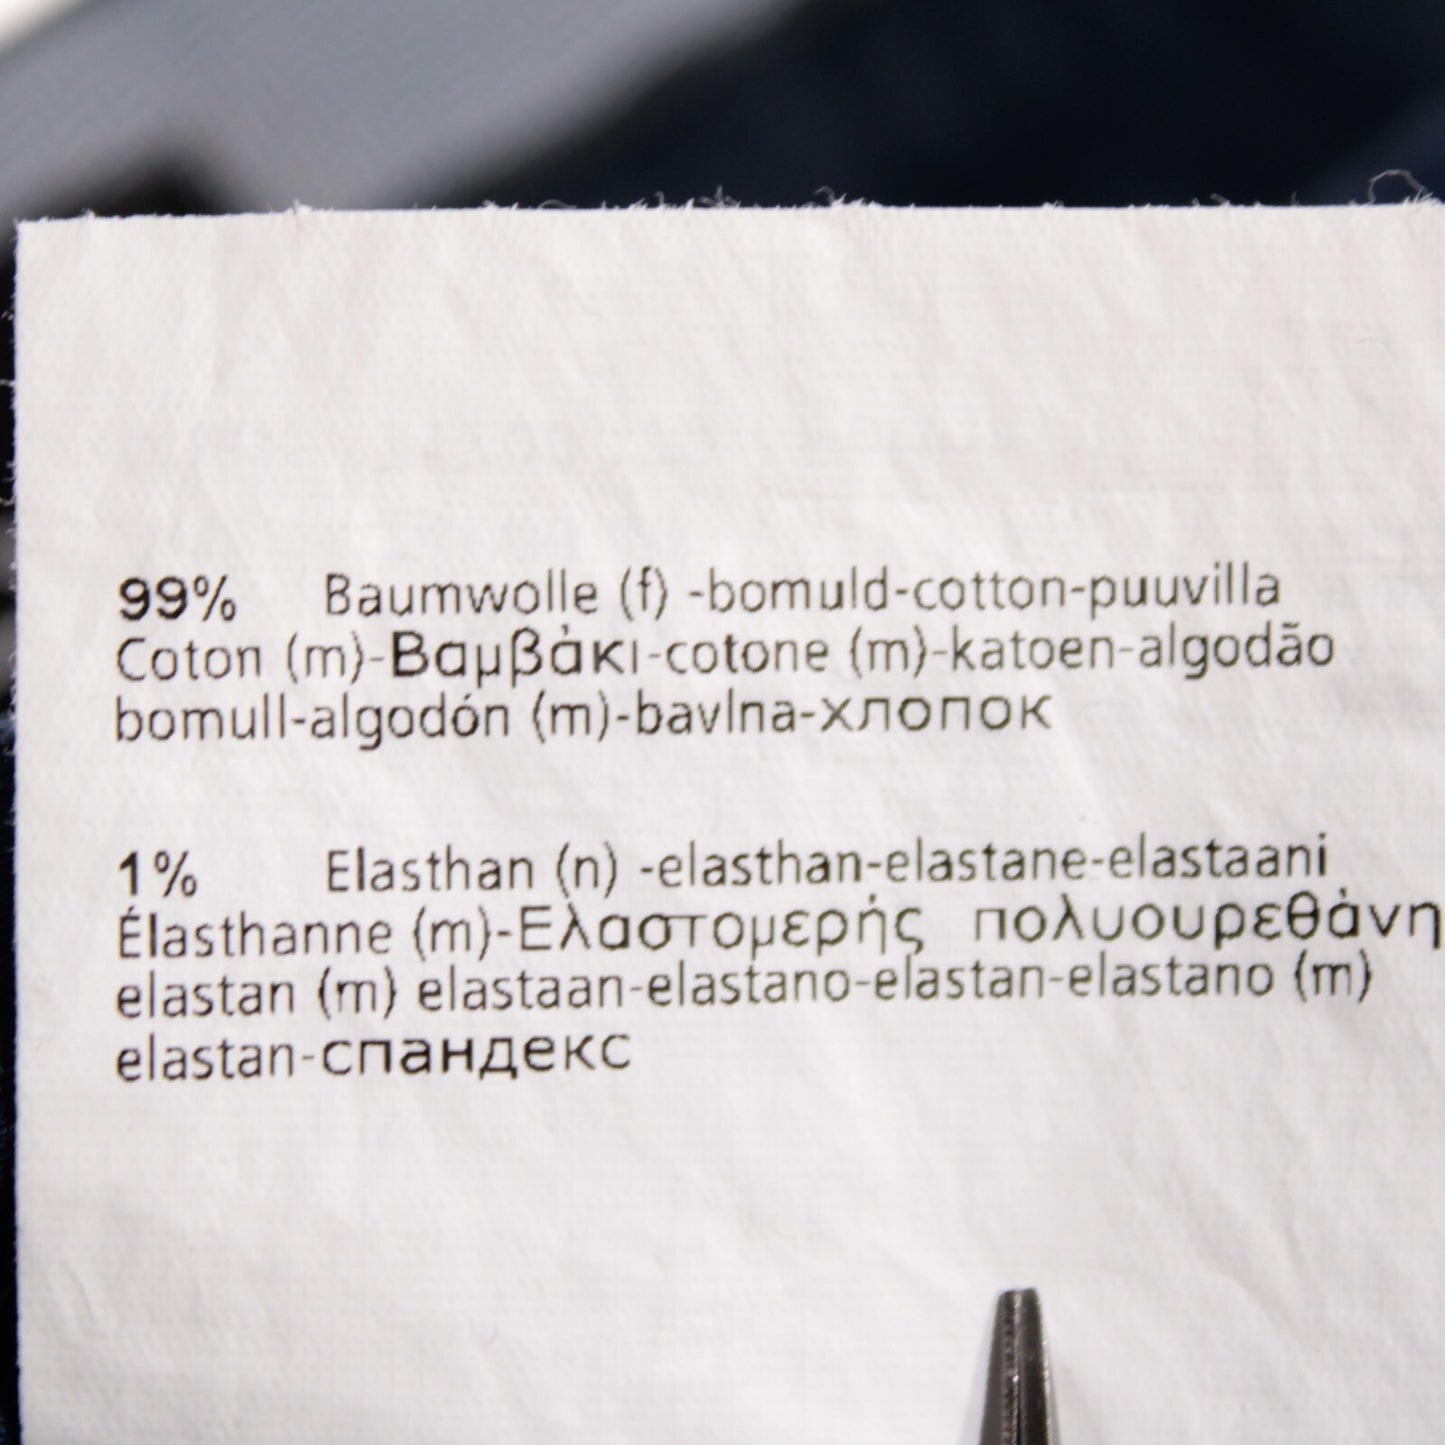 99% Baumwolle (f) -bomuld-cotton-puuvilla
Coton (m)-Βαμβάκι-cotone (m)-katoen-algodão
bomull-algodón (m)-bavlna-хлопок
1% Elasthan (n) -elasthan-elastane-elastaani
Élasthanne (m)-Ελαστομερής πολυουρεθάνη
elastan (m) elastaan-elastano-elastan-elastano (m)
elastan-спандекс